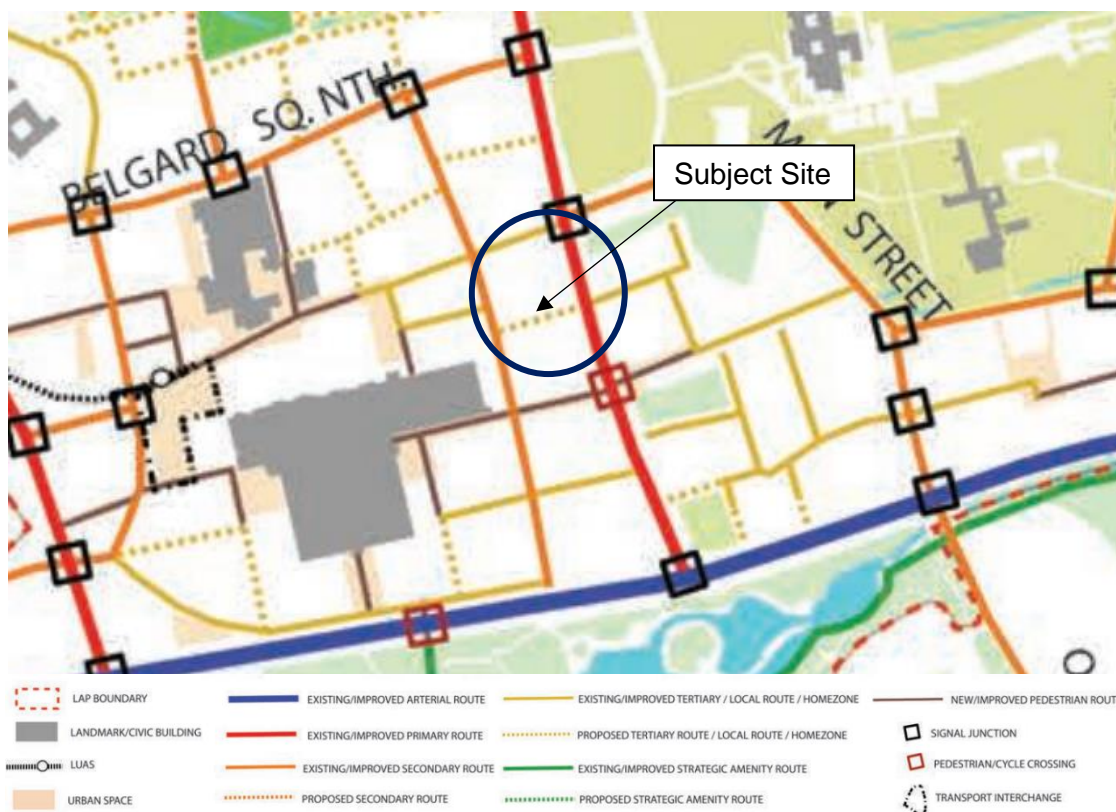 BELGARD SQ. NTH.
Subject Site
STREET
LAP BOUNDARY
EXISTING/IMPROVED ARTERIAL ROUTE
EXISTING/IMPROVED TERTIARY / LOCAL ROUTE / HOMEZONE
NEW/IMPROVED PEDESTRIAN ROUT
LANDMARK/CIVIC BUILDING
EXISTING/IMPROVED PRIMARY ROUTE
PROPOSED TERTIARY ROUTE / LOCAL ROUTE / HOMEZONE
SIGNAL JUNCTION
LUAS
EXISTING/IMPROVED SECONDARY ROUTE
EXISTING/IMPROVED STRATEGIC AMENITY ROUTE
PEDESTRIAN/CYCLE CROSSING
URBAN SPACE
PROPOSED SECONDARY ROUTE
PROPOSED STRATEGIC AMENITY ROUTE
TRANSPORT INTERCHANGE